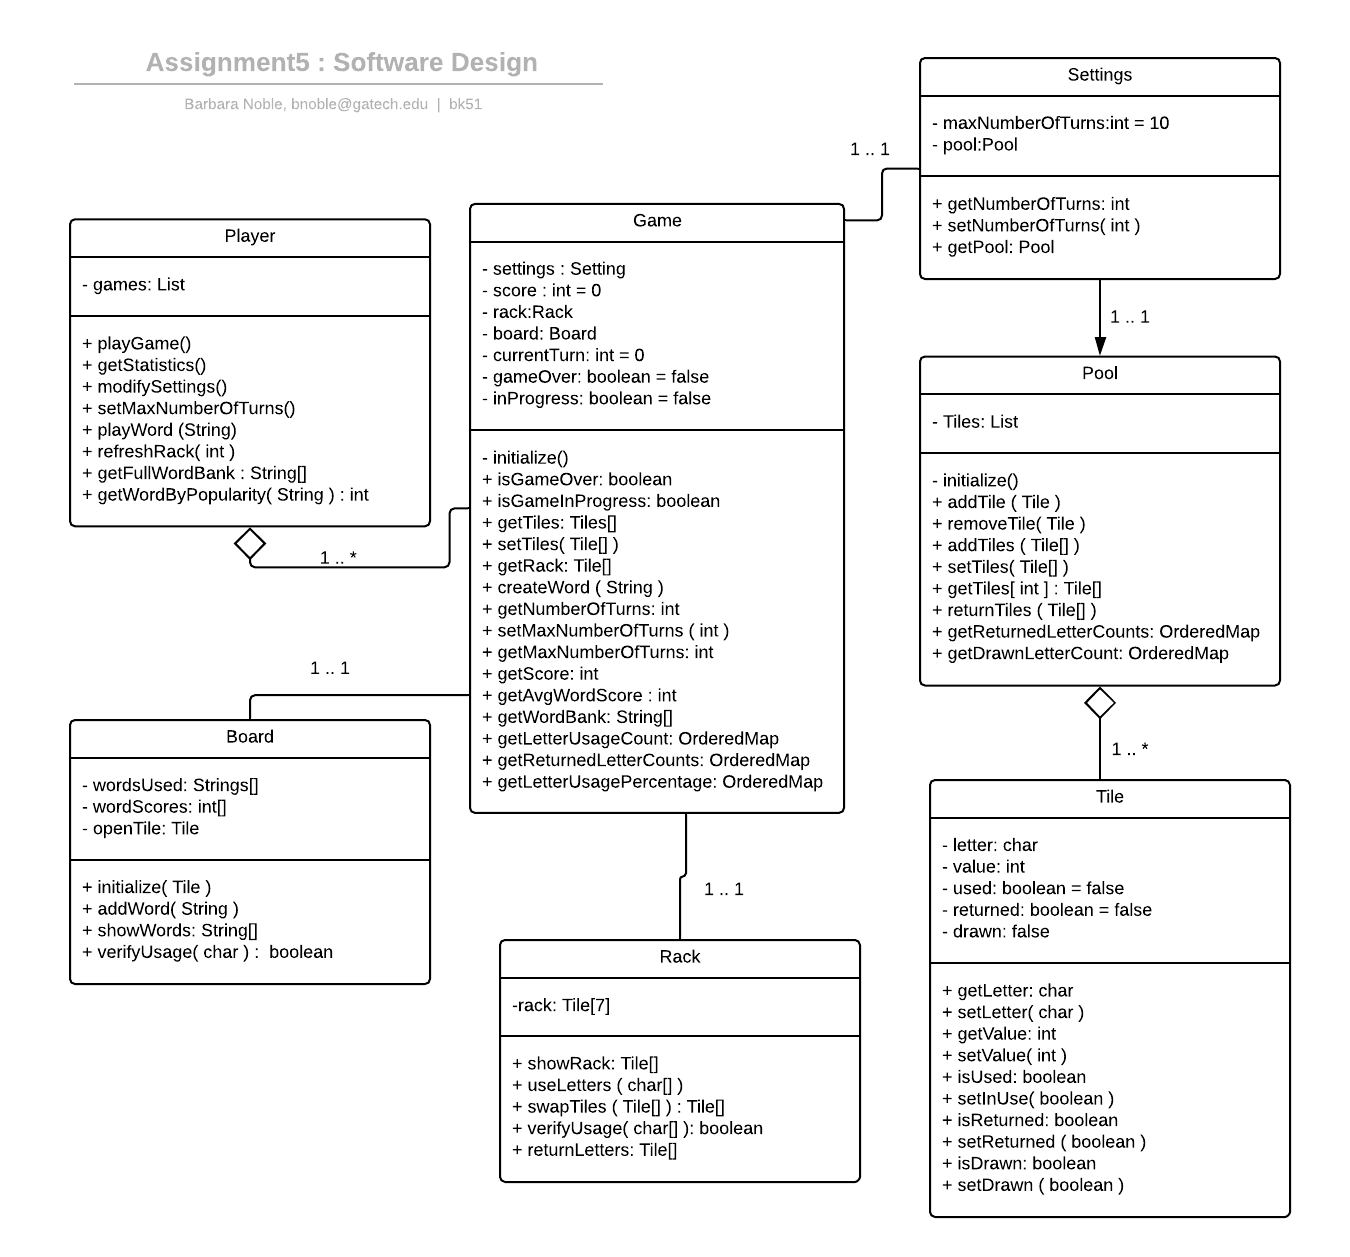 Assignment5 : Software Design
Barbara Noble, bnoble@gatech.edu | bk51
Settings
- maxNumberOfTurns:int = 10
- pool:Pool
+ getNumberOfTurns: int
+ setNumberOfTurns( int )
+ getPool: Pool
1 .. 1
Player
- games: List
+ playGame()
+ getStatistics()
+ modifySettings()
+ setMaxNumberOfTurns()
+ playWord (String)
+ refreshRack( int )
+ getFullWordBank : String[]
+ getWordByPopularity( String ) : int
1 .. *
Game
- settings : Setting
- score : int = 0
- rack:Rack
- board: Board
- currentTurn: int = 0
- gameOver: boolean = false
- inProgress: boolean = false
- initialize()
+ isGameOver: boolean
+ isGameInProgress: boolean
+ getTiles: Tiles[]
+ setTiles( Tile[] )
+ getRack: Tile[]
+ createWord ( String )
+ getNumberOfTurns: int
+ setMaxNumberOfTurns ( int )
+ getMaxNumberOfTurns: int
+ getScore: int
+ getAvgWordScore : int
+ getWordBank: String[]
+ getLetterUsageCount: OrderedMap
+ getReturnedLetterCounts: OrderedMap
+ getLetterUsagePercentage: OrderedMap
1 .. 1
Pool
- Tiles: List
- initialize()
+ addTile ( Tile )
+ removeTile( Tile )
+ addTiles ( Tile[] )
+ setTiles( Tile[] )
+ getTiles[ int ] : Tile[]
+ returnTiles ( Tile[] )
+ getReturnedLetterCounts: OrderedMap
+ getDrawnLetterCount: OrderedMap
1 .. 1
Board
- wordsUsed: Strings[]
- wordScores: int[]
- openTile: Tile
+ initialize( Tile )
+ addWord( String )
+ showWords: String[]
+ verifyUsage( char ) : boolean
1 .. 1
Rack
-rack: Tile[7]
+ showRack: Tile[]
+ useLetters ( char[] )
+ swapTiles ( Tile[] ) : Tile[]
+ verifyUsage( char[] ): boolean
+ returnLetters: Tile[]
1 .. *
Tile
- letter: char
- value: int
- used: boolean = false
- returned: boolean = false
- drawn: false
+ getLetter: char
+ setLetter( char )
+ getValue: int
+ setValue( int )
+ isUsed: boolean
+ setInUse( boolean )
+ isReturned: boolean
+ setReturned ( boolean )
+ isDrawn: boolean
+ setDrawn ( boolean )